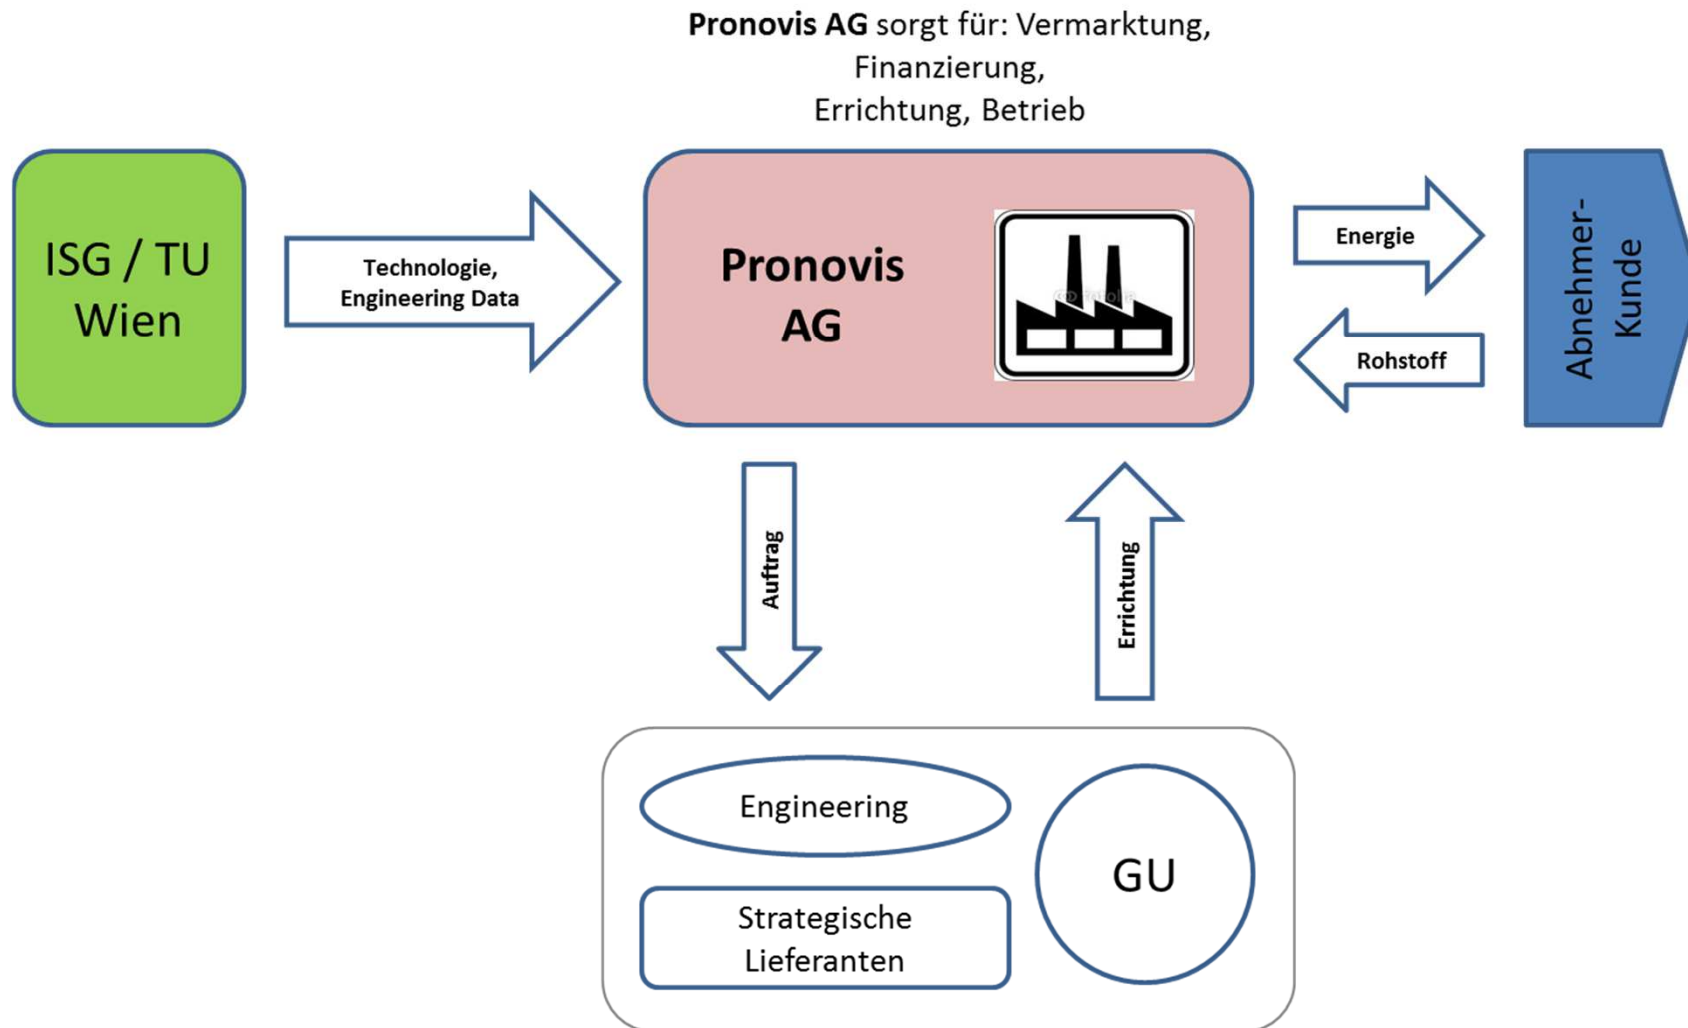 Pronovis AG sorgt für: Vermarktung,
Finanzierung,
Errichtung, Betrieb
ISG / TU
Wien
Technologie,
Engineering Data
Pronovis
AG
fotolia
Energie
Rohstoff
Abnehmer-
Kunde
Auftrag
Errichtung
Engineering
Strategische
Lieferanten
GU